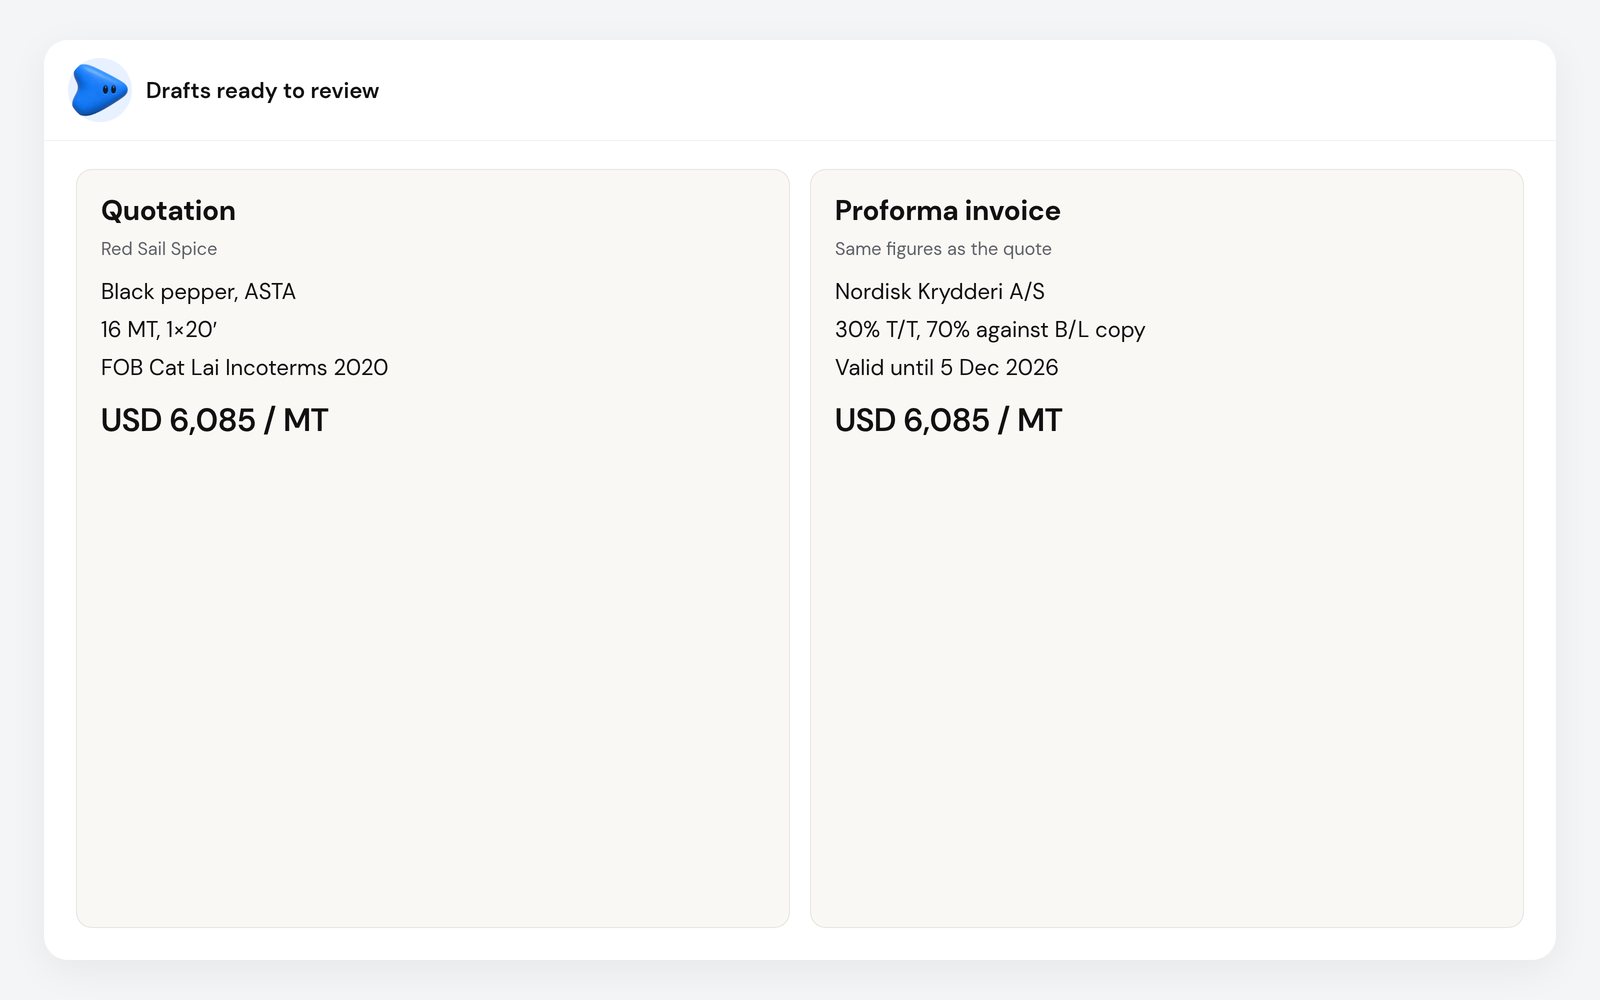 Drafts ready to review
Quotation
Red Sail Spice
Black pepper, ASTA
16 MT, 1×20′
FOB Cat Lai Incoterms 2020
USD 6,085 / MT
Proforma invoice
Same figures as the quote
Nordisk Krydderi A/S
30% T/T, 70% against B/L copy
Valid until 5 Dec 2026
USD 6,085 / MT